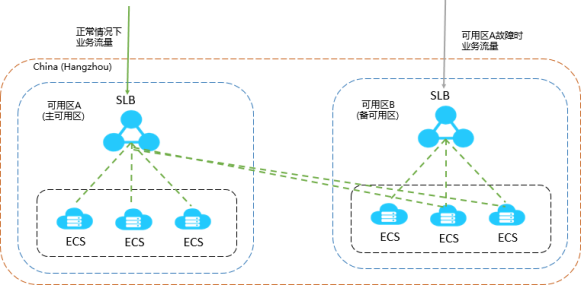 正常情况下
业务流量
可用区A故障时
业务流量
China (Hangzhou)
可用区A
(主可用区)
SLB
可用区B
(备可用区)
SLB
ECS
ECS
ECS
ECS
ECS
ECS